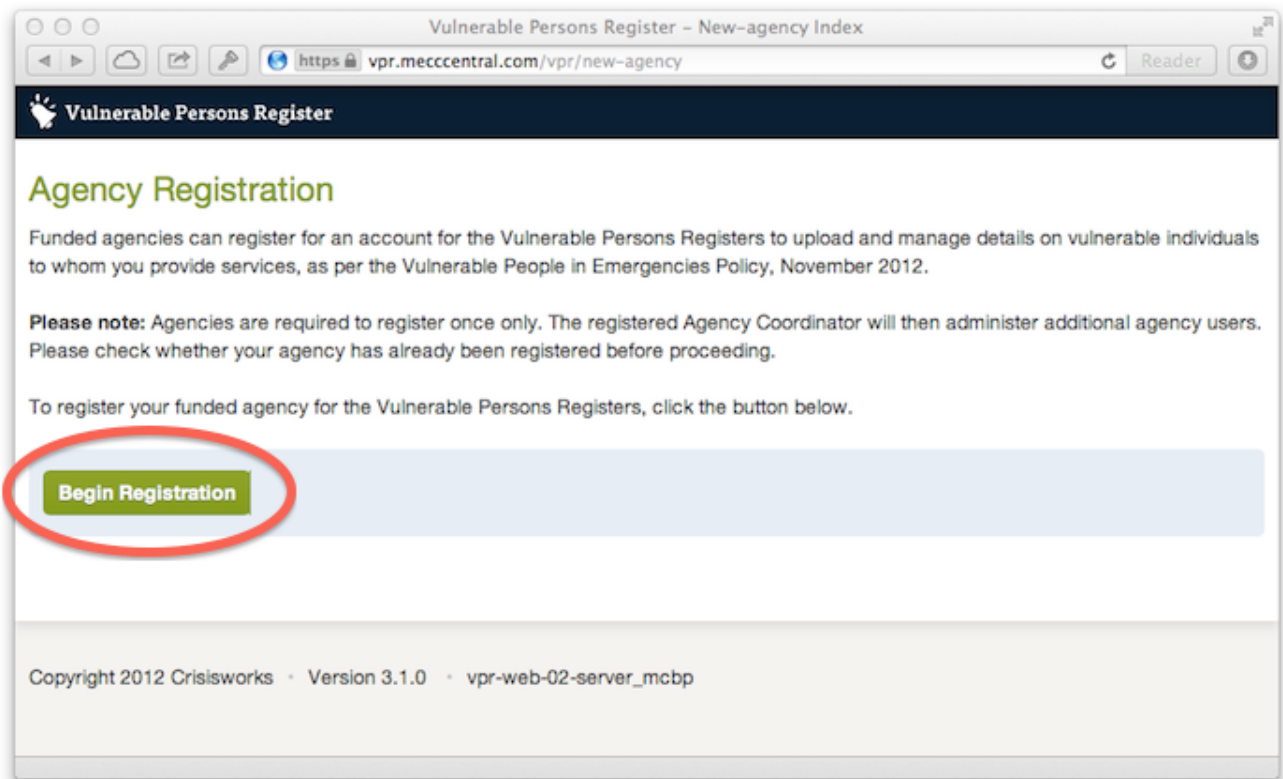 Vulnerable Persons Register – New-agency Index
https vpr.mecccentral.com/vpr/new-agency Reader
Vulnerable Persons Register
Agency Registration
Funded agencies can register for an account for the Vulnerable Persons Registers to upload and manage details on vulnerable individuals
to whom you provide services, as per the Vulnerable People in Emergencies Policy, November 2012.
Please note: Agencies are required to register once only. The registered Agency Coordinator will then administer additional agency users.
Please check whether your agency has already been registered before proceeding.
To register your funded agency for the Vulnerable Persons Registers, click the button below.
Begin Registration
Copyright 2012 Crisisworks • Version 3.1.0 • vpr-web-02-server_mcbp